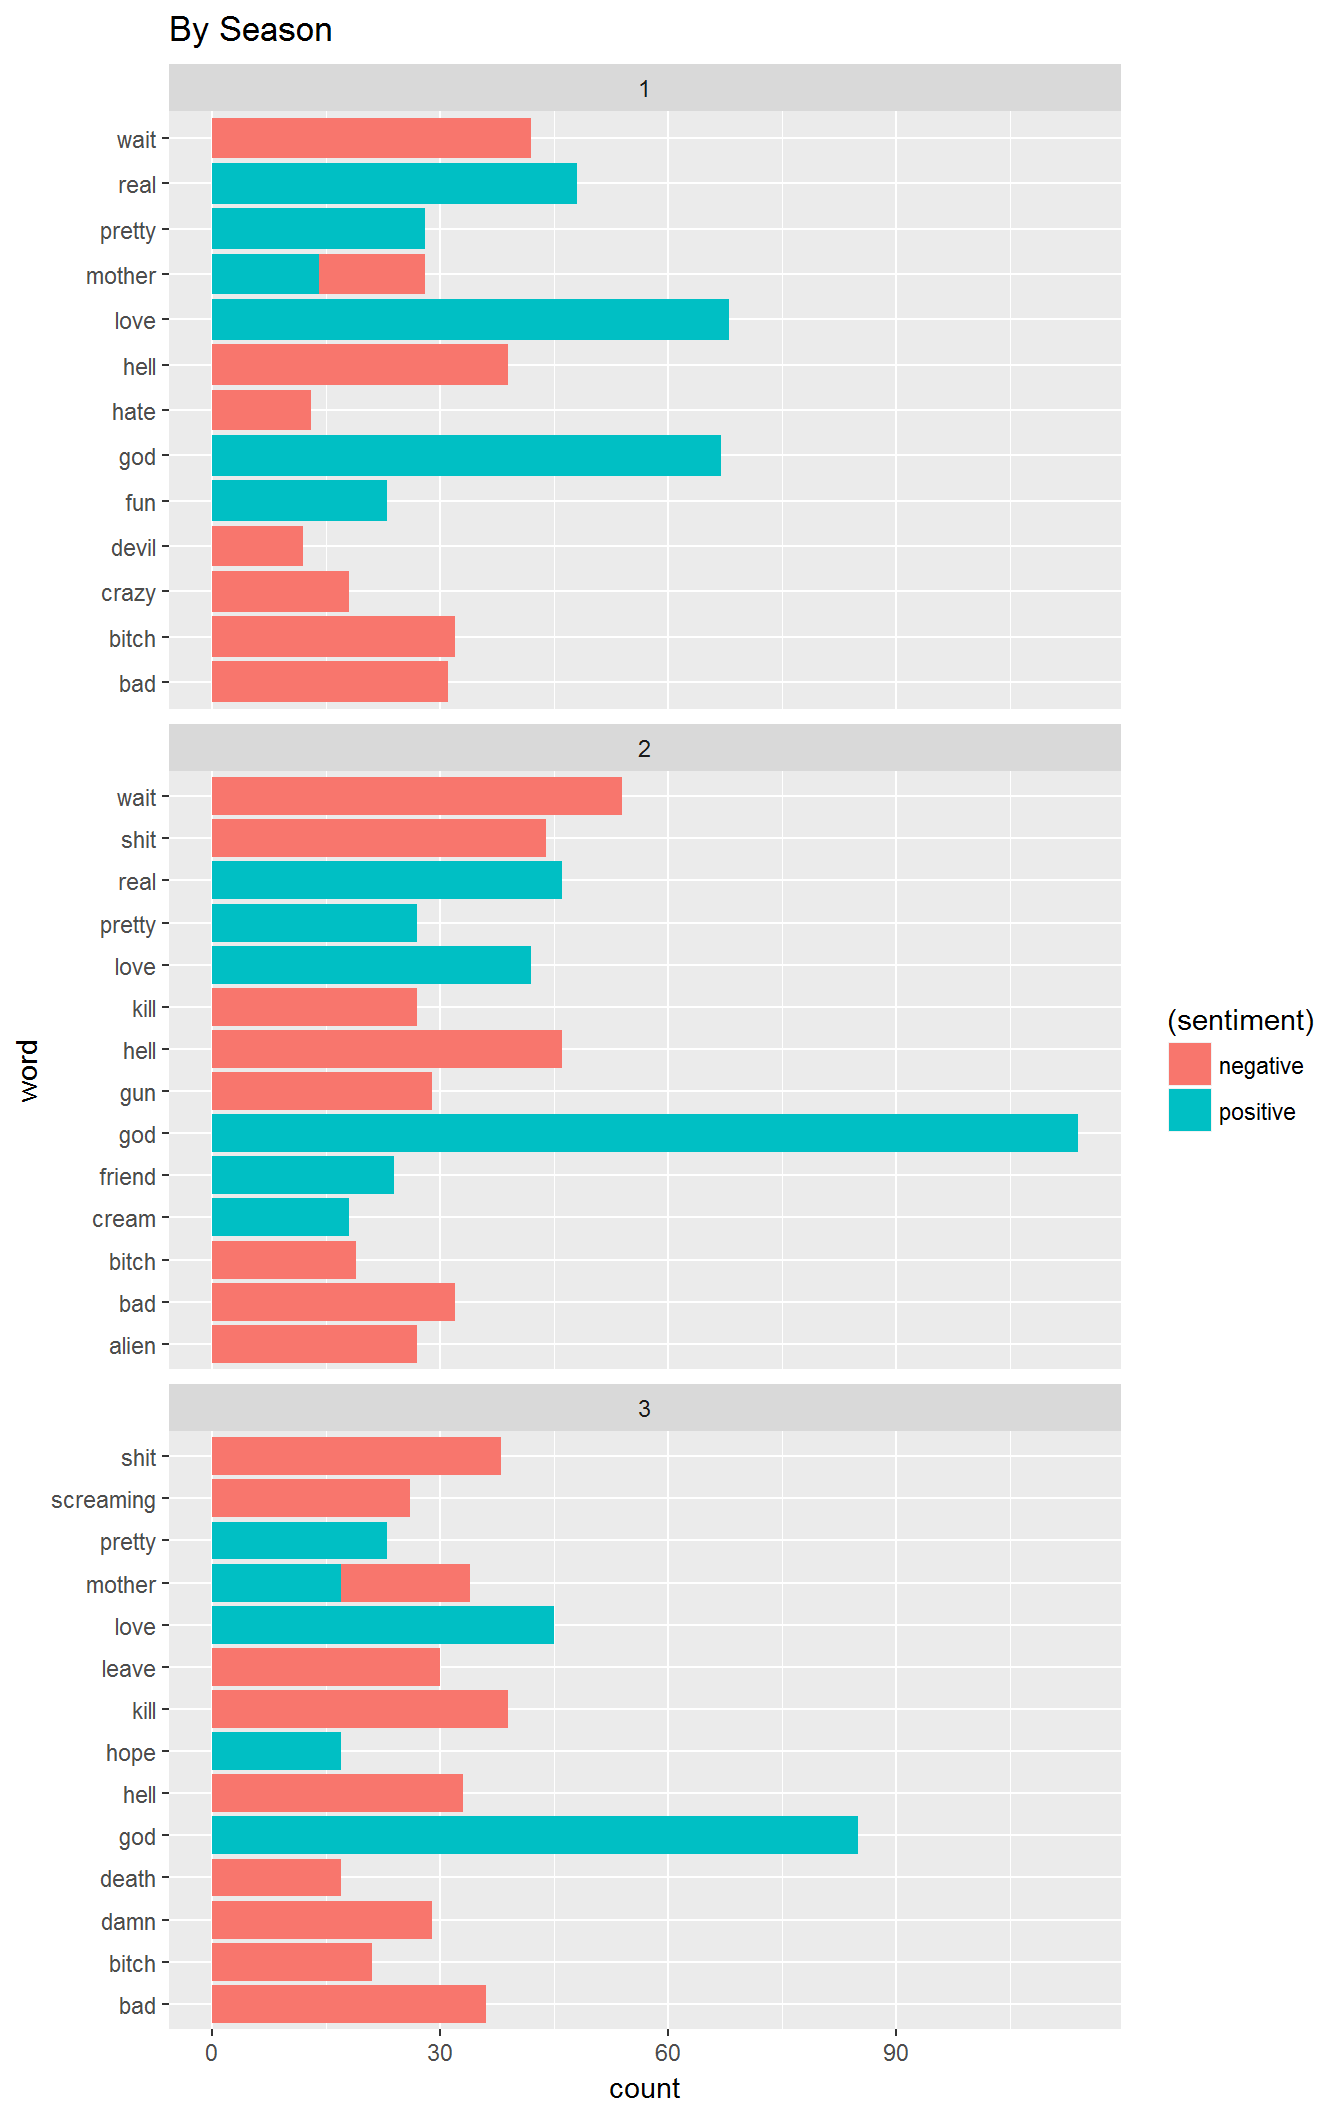 By Season
1
wait
real
pretty
mother
love
hell
hate
god
fun
devil
crazy
bitch
bad
2
wait
shit
real
pretty
love
kill
hell
gun
god
friend
cream
bitch
bad
alien
3
shit
screaming
pretty
mother
love
leave
kill
hope
hell
god
death
damn
bitch
bad
0 30 60 90
count
word
(sentiment)
negative
positive